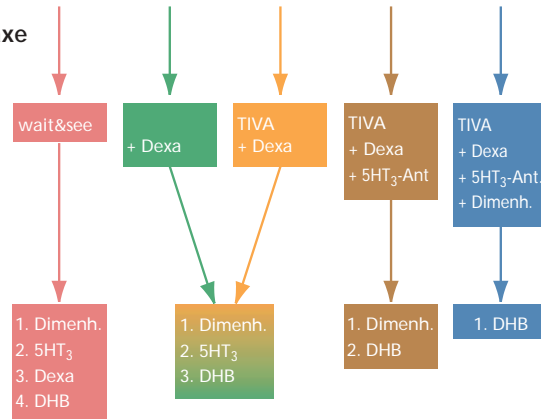 xe
wait&see
+ Dexa
TIVA
+ Dexa
TIVA
+ Dexa
+ 5HT₃-Ant
TIVA
+ Dexa
+ 5HT₃-Ant.
+ Dimenh.
1. Dimenh.
2. 5HT₃
3. Dexa
4. DHB
1. Dimenh.
2. 5HT₃
3. DHB
1. Dimenh.
2. DHB
1. DHB